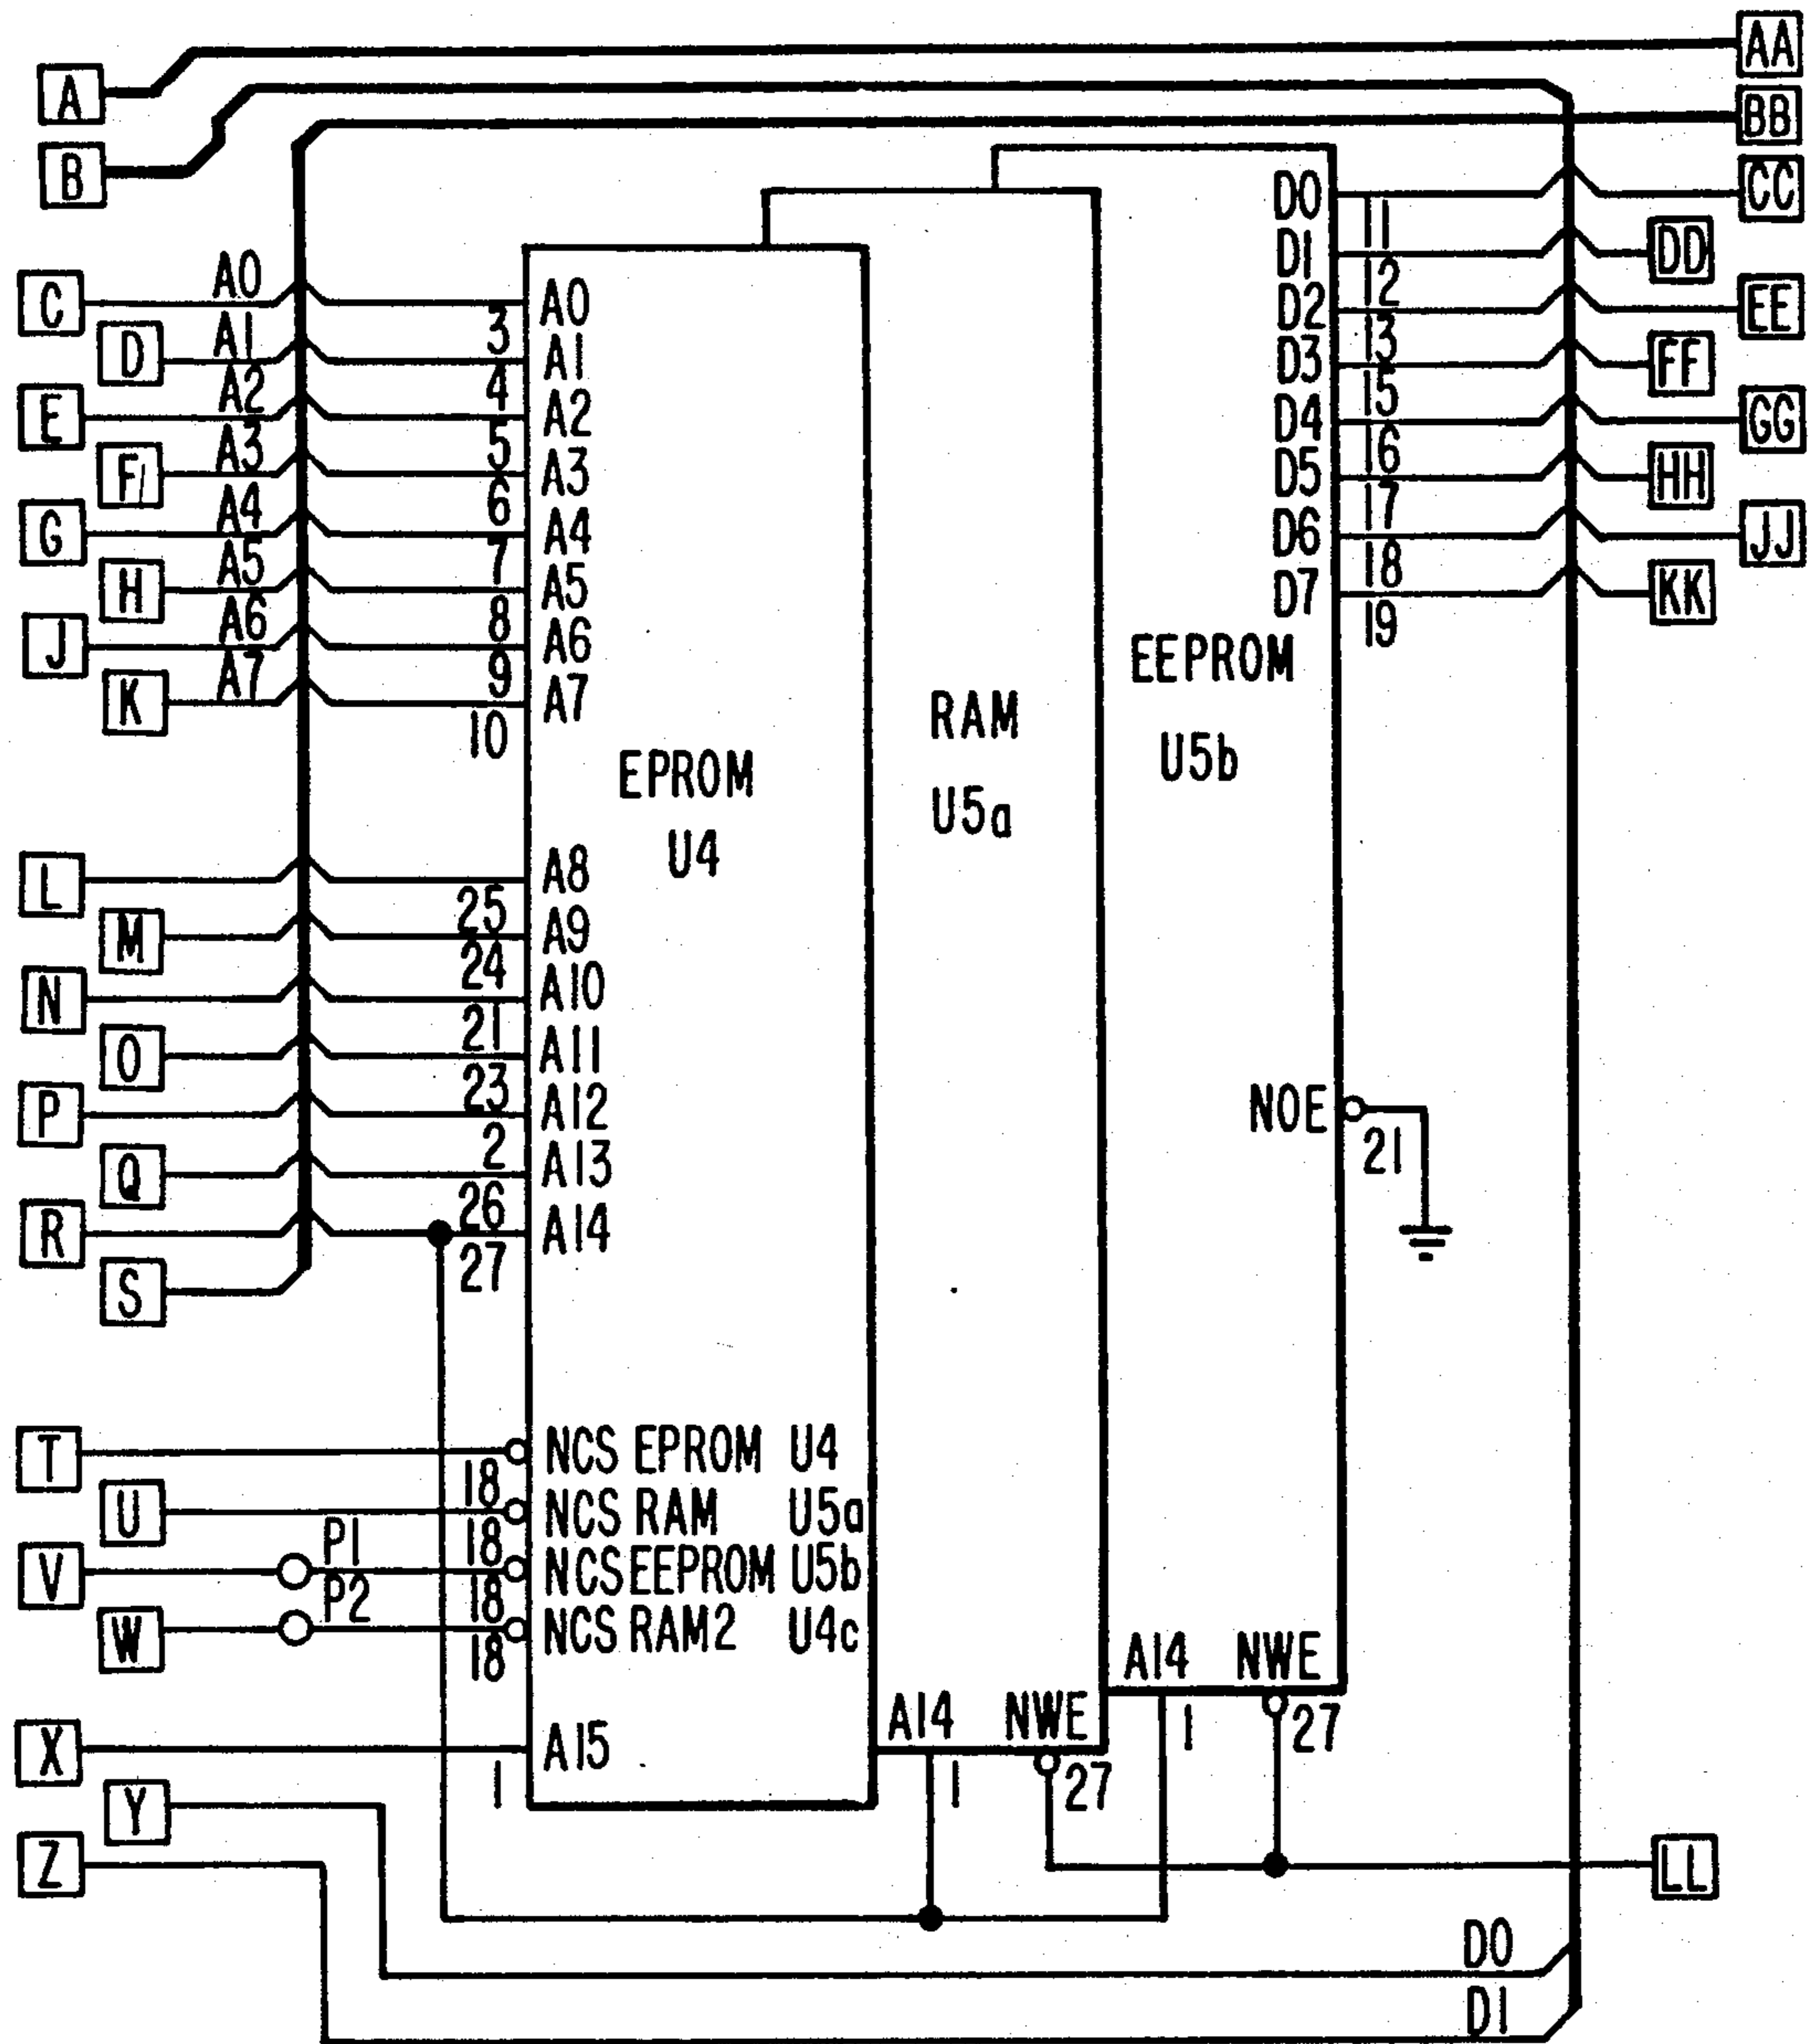 A AA
B BB
D0 11 CC
D1 12 DD
D2 13 EE
D3 15 FF
D4 16 GG
D5 17 HH
D6 18 JJ
D7 19 KK
C A0 3 A0
D A1 4 A1
E A2 5 A2
F A3 6 A3
G A4 7 A4
H A5 8 A5
J A6 9 A6
K A7 10 A7
EPROM
U4
RAM
U5a
EEPROM
U5b
L 25 A8
M 24 A9
N 21 A10
O 23 A11
P 2 A12
Q 26 A13
R 27 A14
S
NOE 21
T 18 NCS EPROM U4
U 18 NCS RAM U5a
V P1 18 NCS EEPROM U5b
W P2 18 NCS RAM2 U4c
X 1 A15
A14 1 NWE 27
A14 1 NWE 27
Y
Z
LL
D0
D1